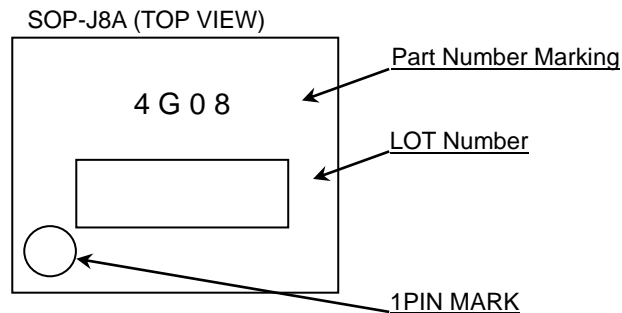 SOP-J8A (TOP VIEW)
Part Number Marking
4 G 0 8
LOT Number
1PIN MARK